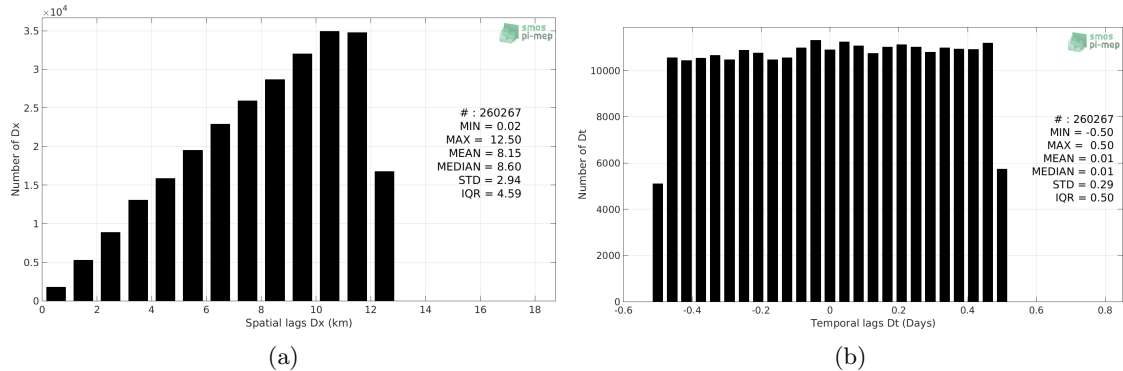 ×10^4
3.5
3
2.5
2
1.5
1
0.5
0
Number of Dx
0 2 4 6 8 10 12 14 16 18
Spatial lags Dx (km)
smos
pi-mep
# : 260267
MIN = 0.02
MAX = 12.50
MEAN = 8.15
MEDIAN = 8.60
STD = 2.94
IQR = 4.59
(a)
10000
8000
6000
4000
2000
0
Number of Dt
-0.6 -0.4 -0.2 0 0.2 0.4 0.6 0.8
Temporal lags Dt (Days)
smos
pi-mep
# : 260267
MIN = -0.50
MAX = 0.50
MEAN = 0.01
MEDIAN = 0.01
STD = 0.29
IQR = 0.50
(b)